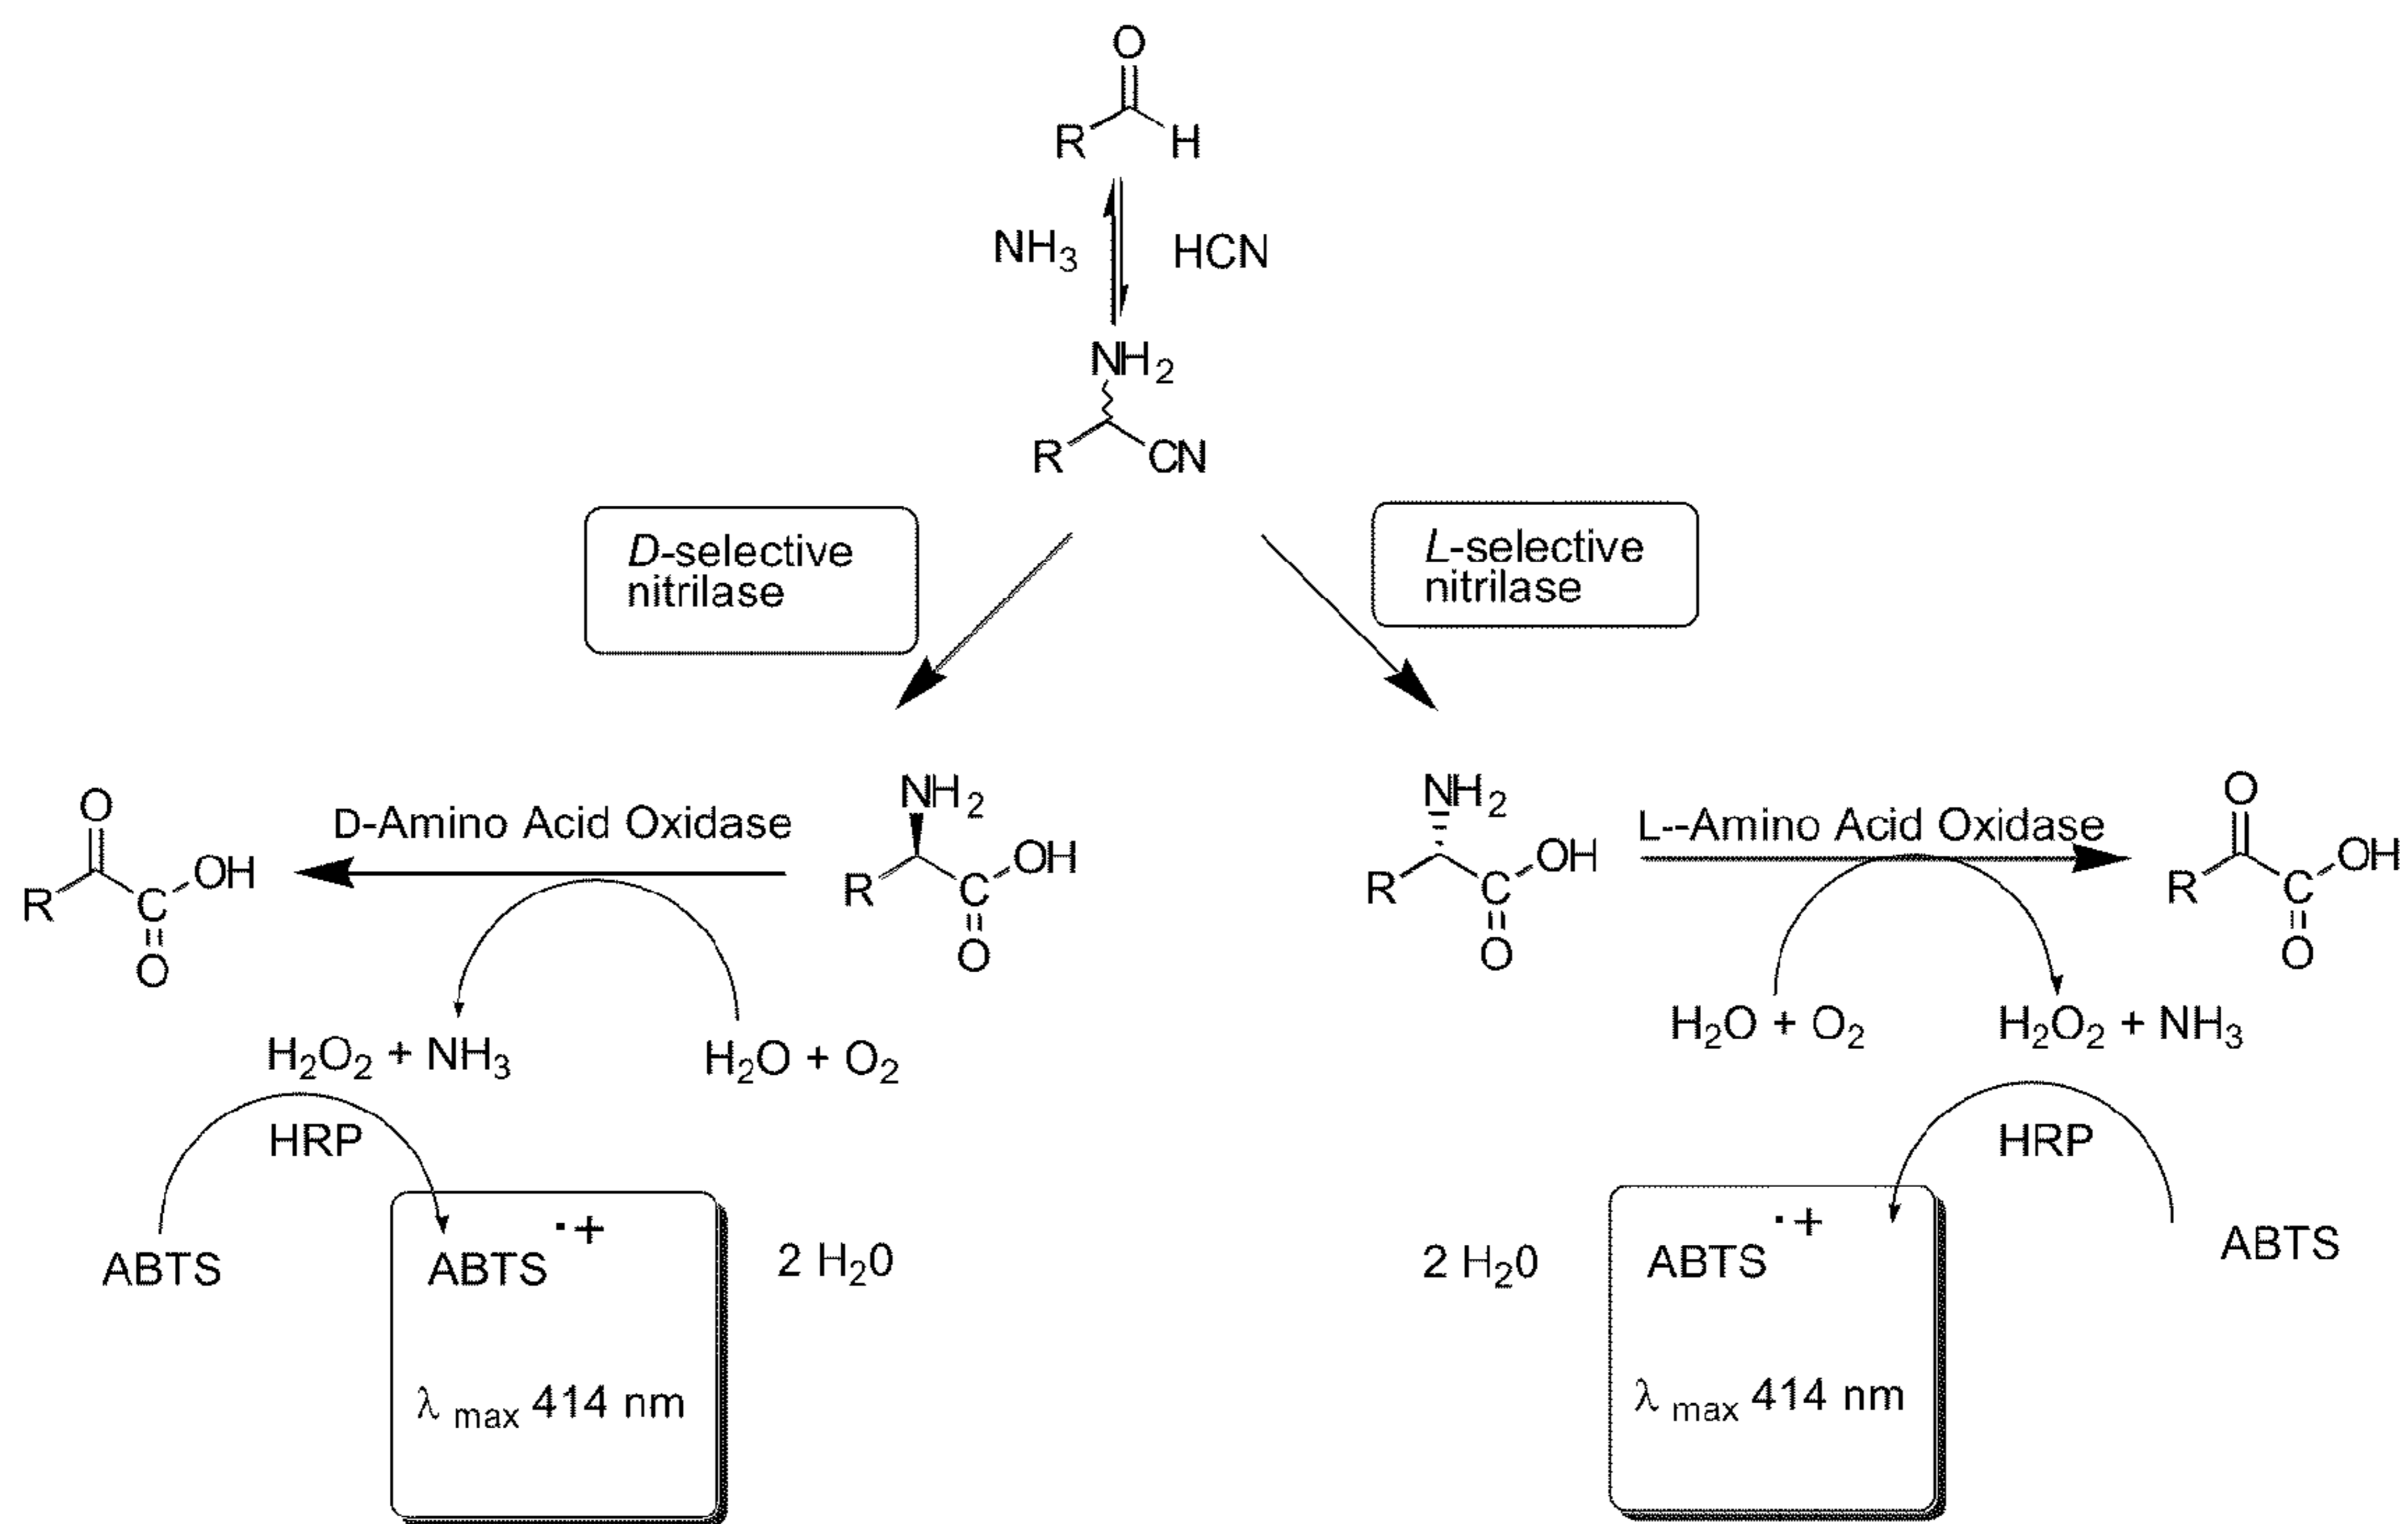 O
R H
NH₃ HCN
NH₂
R CN
D-selective
nitrilase
L-selective
nitrilase
O
R C OH
O
D-Amino Acid Oxidase
NH₂
R C OH
O
NH₂
R C OH
O
L--Amino Acid Oxidase
O
R C OH
O
H₂O₂ + NH₃
H₂O + O₂
H₂O + O₂
H₂O₂ + NH₃
HRP
HRP
ABTS
ABTS ·+
2 H₂0
2 H₂0
ABTS ·+
ABTS
λ max 414 nm
λ max 414 nm